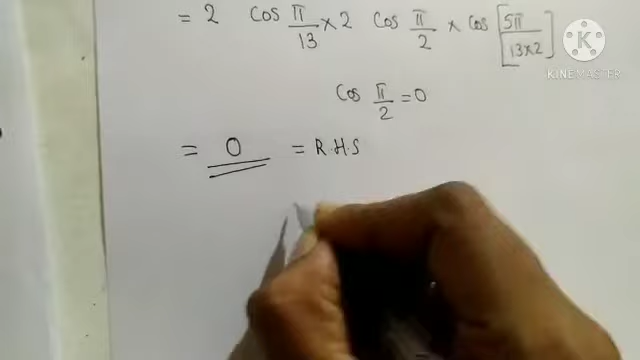 = 2 cos π/13 × 2 cos π/2 × cos [5π/13×2]
cos π/2 = 0
= 0 = R.H.S
KINEMASTER